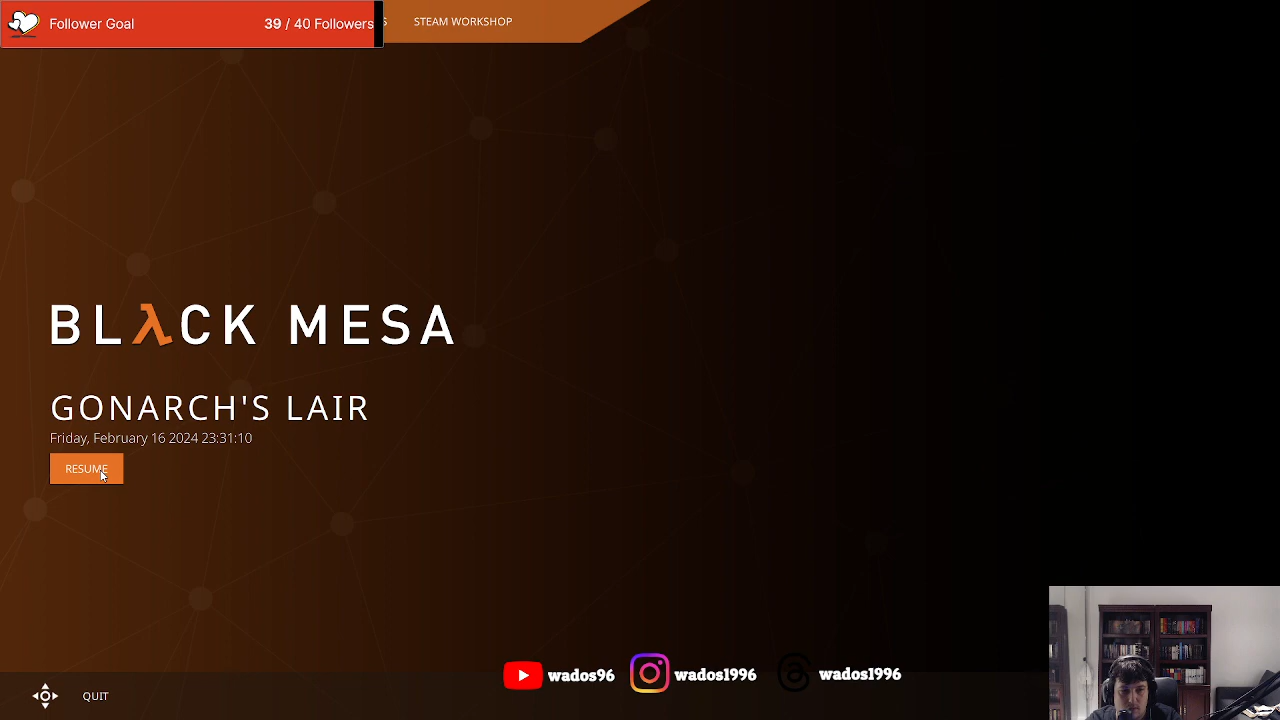 Follower Goal 39 / 40 Followers
S STEAM WORKSHOP
BLλCK MESA
GONARCH'S LAIR
Friday, February 16 2024 23:31:10
RESUME
wados96 wados1996 wados1996
QUIT